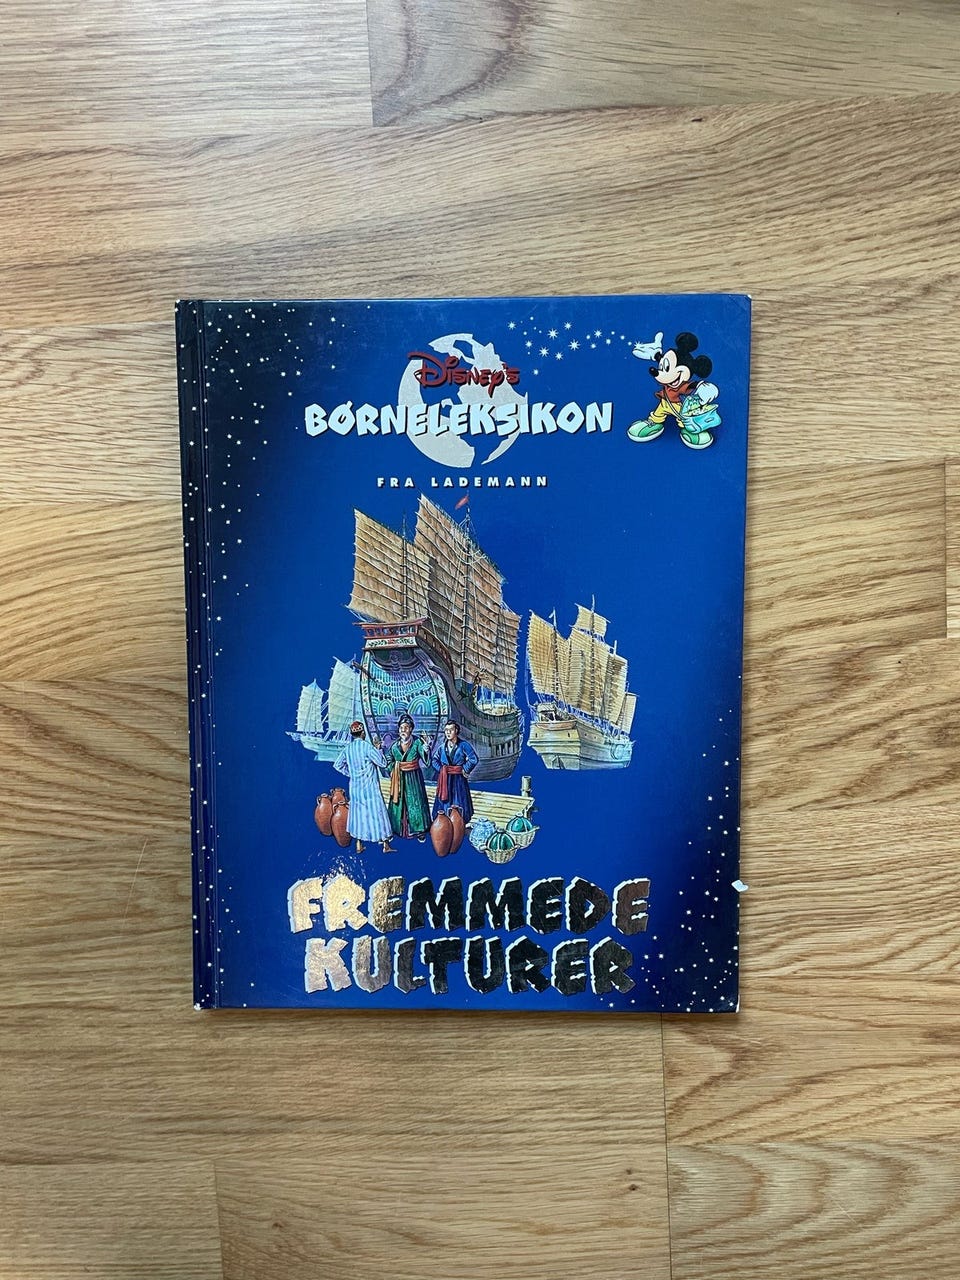 DISNEY'S
BØRNELEKSIKON
FRA LADEMANN
FREMMEDE
KULTURER